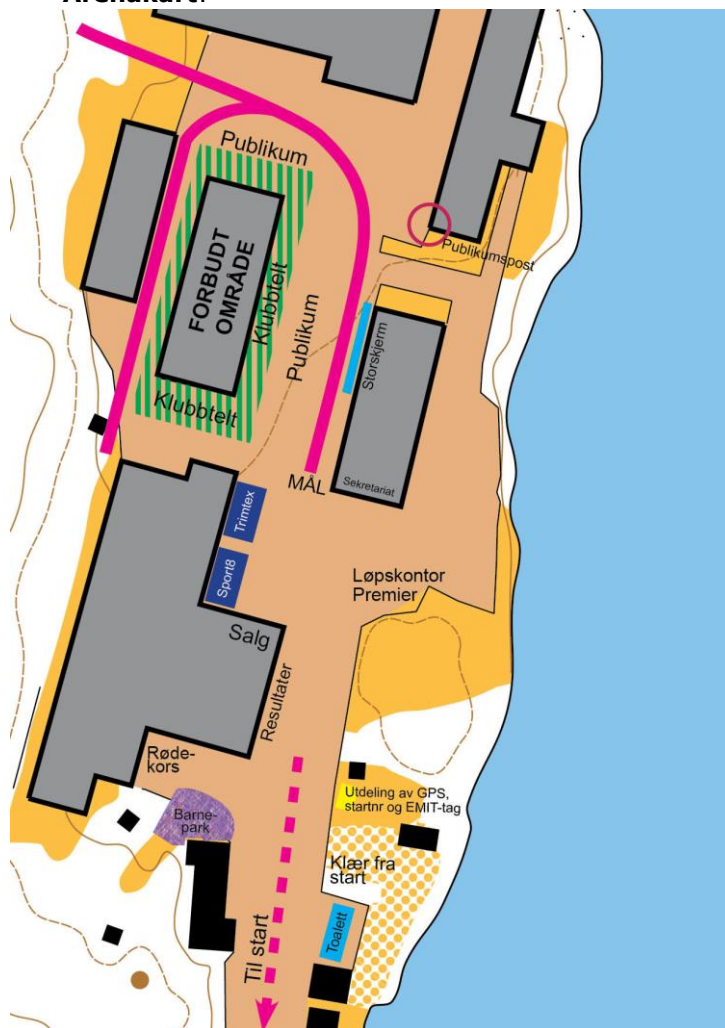 Arenakart:
Publikum
Publikumspost
FORBUDT
OMRÅDE
Klubbtelt
Publikum
Storskjerm
Klubbtelt
MÅL
Sekretariat
Trimtex
Sport8
Løpskontor
Premier
Salg
Resultater
Røde-
kors
Utdeling av GPS,
startnr og EMIT-tag
Barne-
park
Klær fra
start
Toalett
Til start